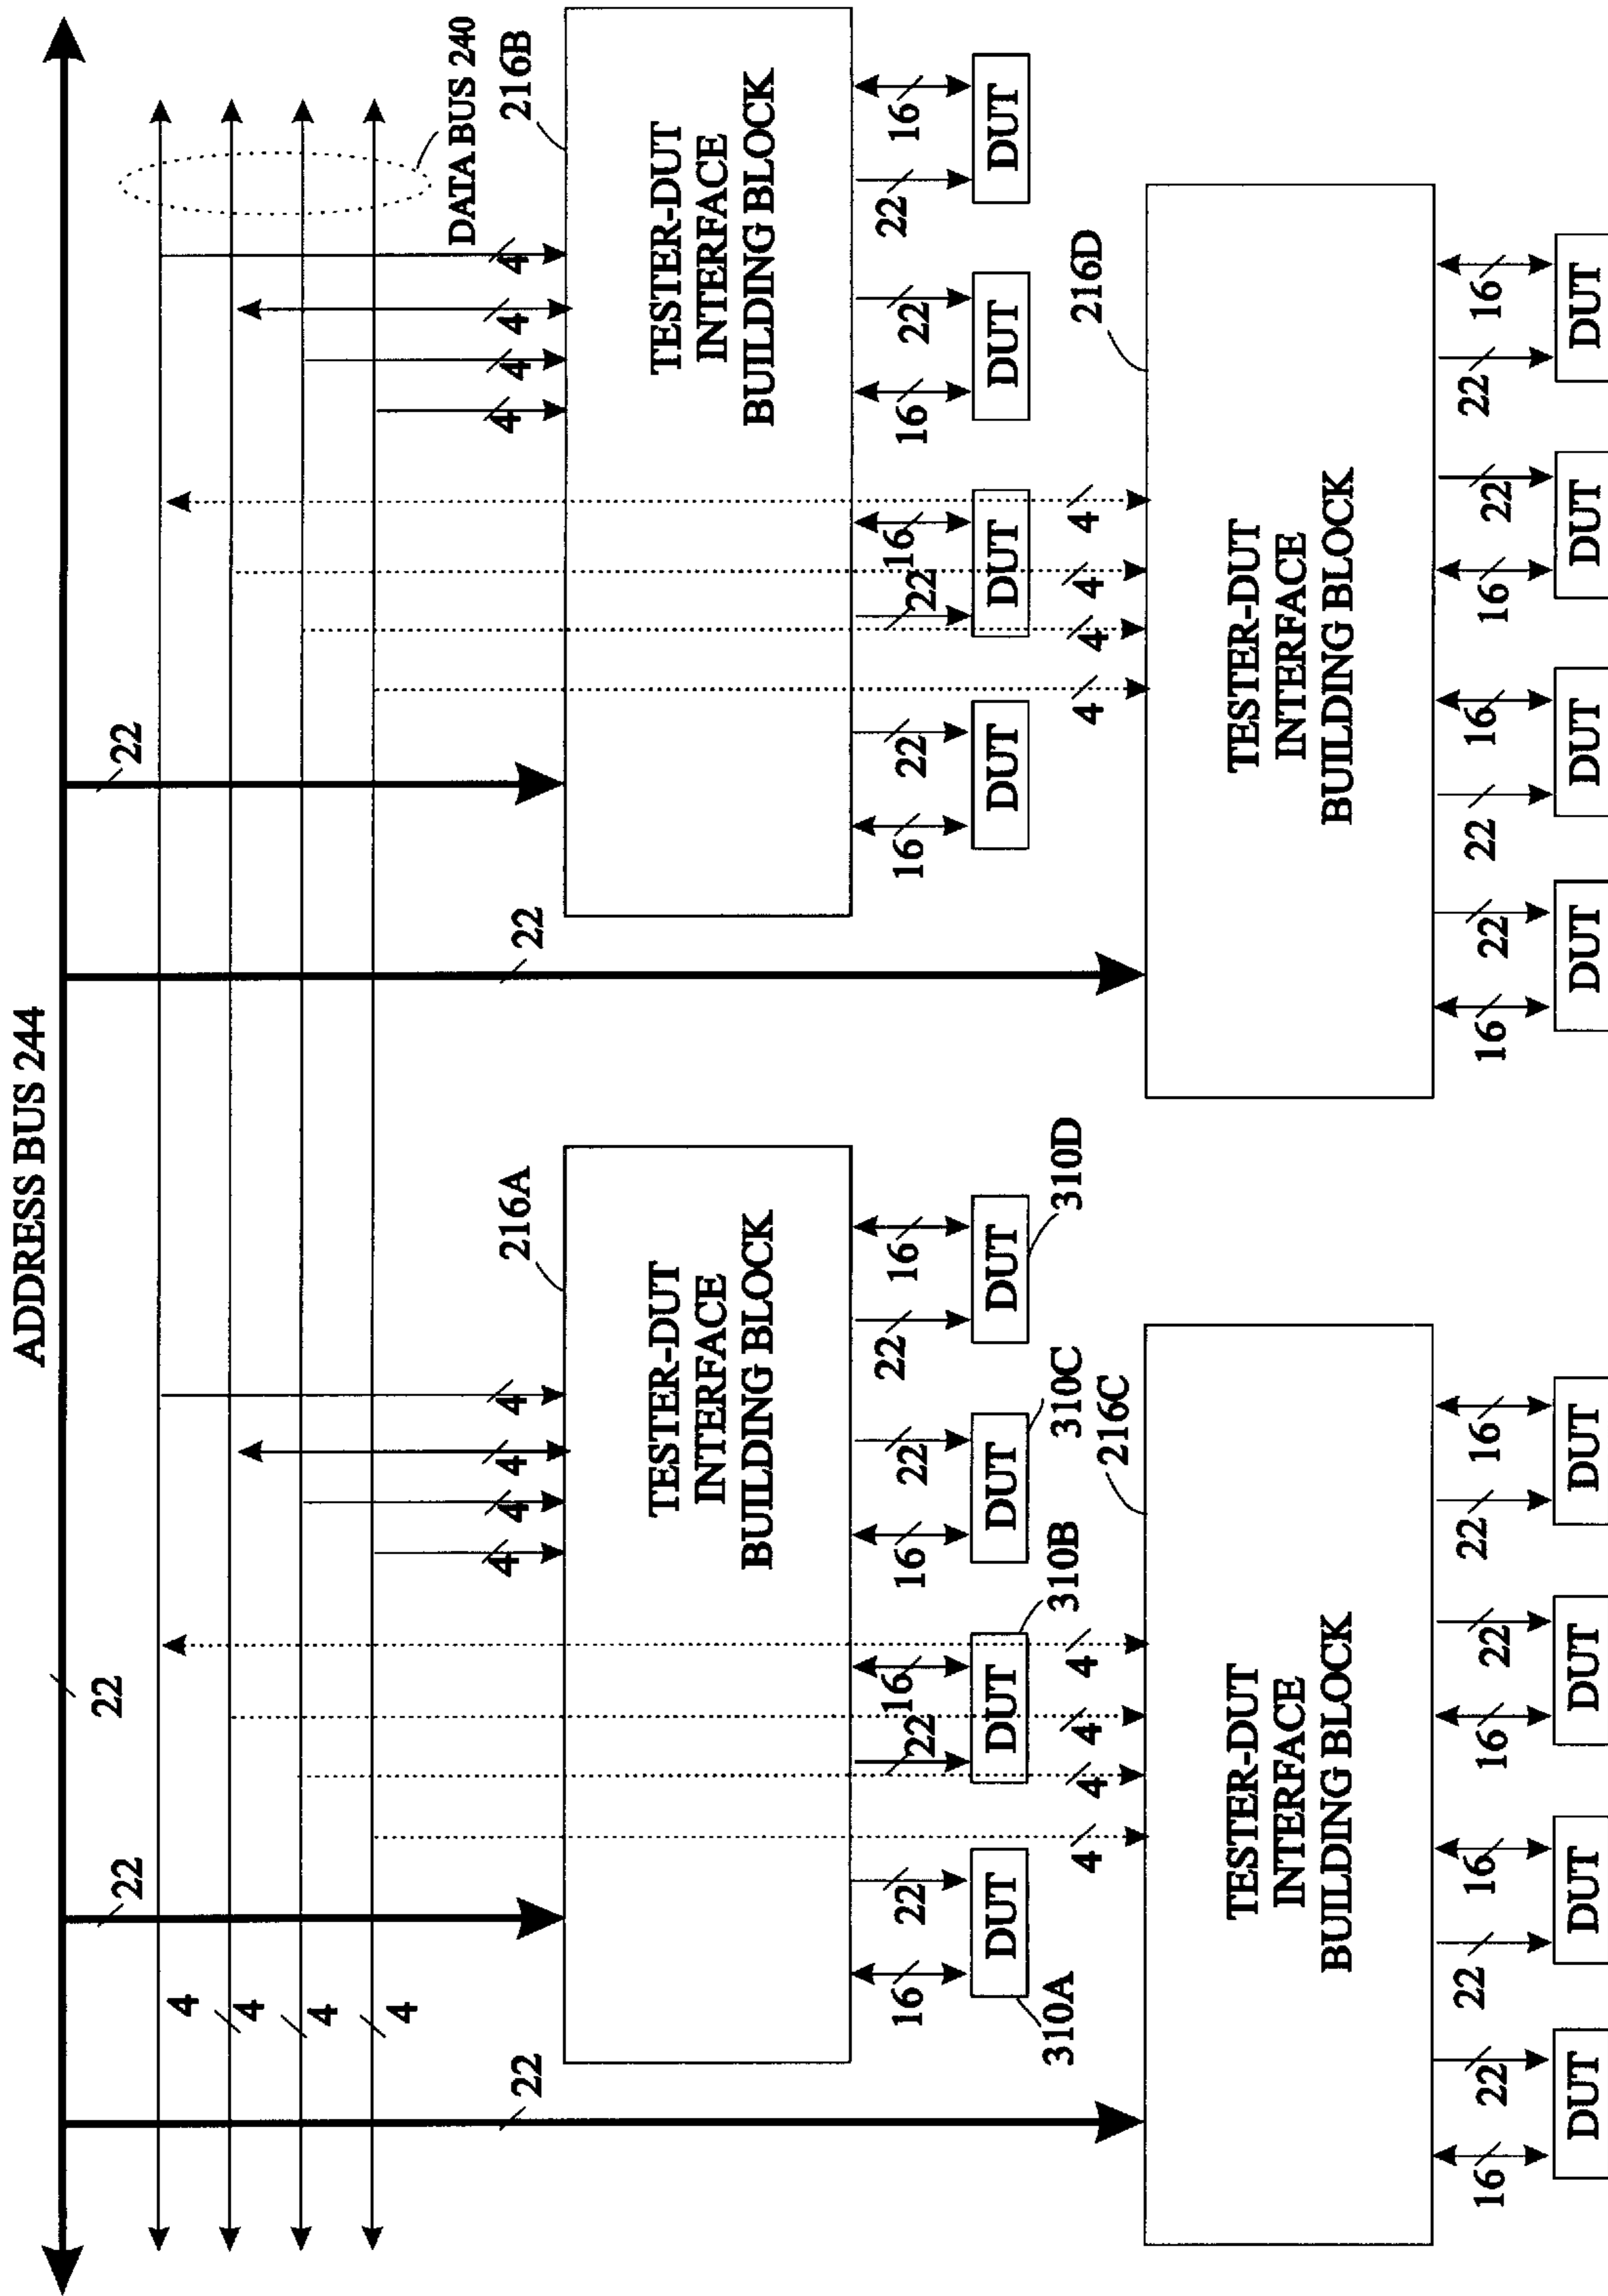 ADDRESS BUS 244
22
22
22
4
4
4
4
DATA BUS 240
22
4
4
4
4
216A
22
4
4
4
4
216B
TESTER-DUT
INTERFACE
BUILDING BLOCK
TESTER-DUT
INTERFACE
BUILDING BLOCK
16
22
22
16
16
22
22
16
16
22
22
16
16
22
22
16
DUT
DUT
DUT
DUT
DUT
DUT
DUT
DUT
310A
310B
310C
310D
4
4
4
4
216C
4
4
4
4
216D
TESTER-DUT
INTERFACE
BUILDING BLOCK
TESTER-DUT
INTERFACE
BUILDING BLOCK
16
22
22
16
16
22
22
16
16
22
22
16
16
22
22
16
DUT
DUT
DUT
DUT
DUT
DUT
DUT
DUT